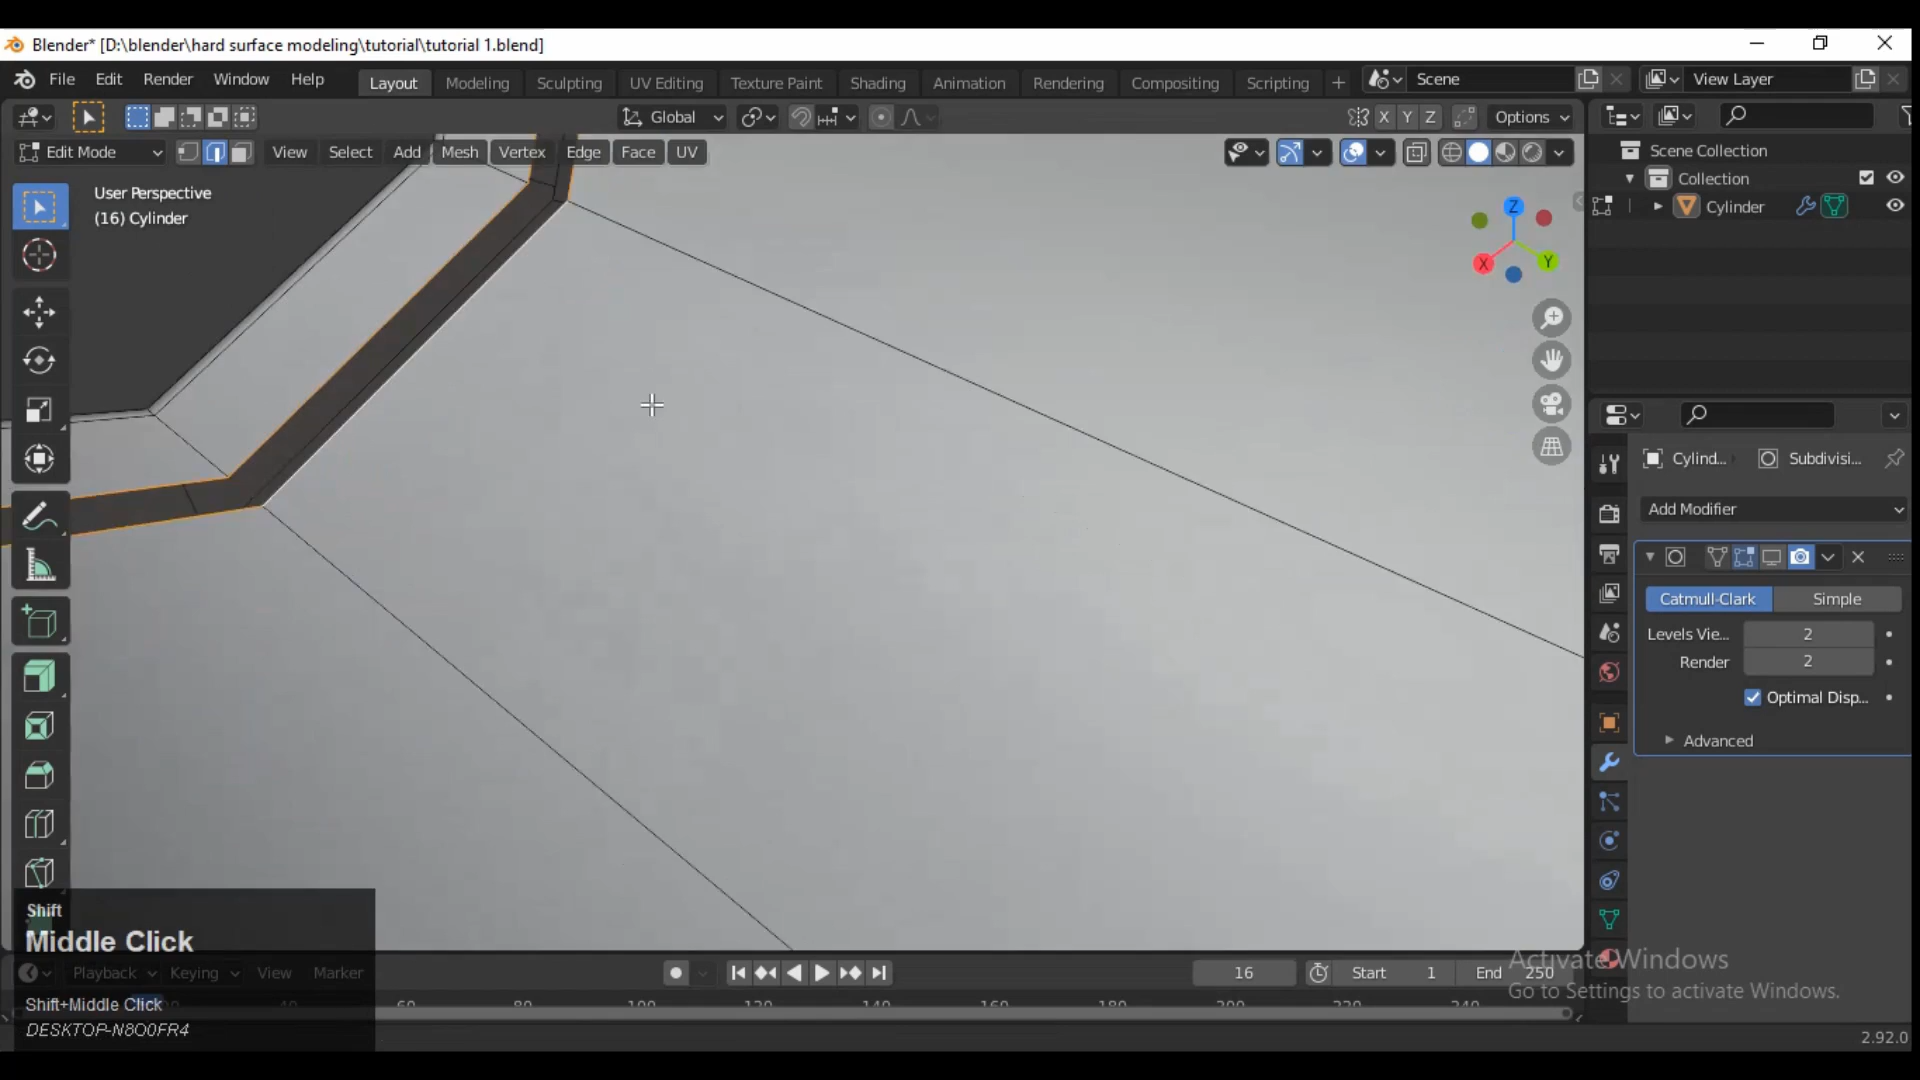 Blender* [D:\blender\hard surface modeling\tutorial\tutorial 1.blend]
File Edit Render Window Help Layout Modeling Sculpting UV Editing Texture Paint Shading Animation Rendering Compositing Scripting + Scene View Layer
Global X Y Z Options
Edit Mode View Select Add Mesh Vertex Edge Face UV
User Perspective
(16) Cylinder
Z
X Y
Scene Collection
Collection
Cylinder
Cylind... Subdivisi...
Add Modifier
Catmull-Clark Simple
Levels Vie... 2
Render 2
Optimal Disp...
Advanced
Shift
Middle Click
Playback Keying View Marker 16 Start 1 End 250
Shift+Middle Click
DESKTOP-N8O0FR4
Activate Windows
Go to Settings to activate Windows.
2.92.0